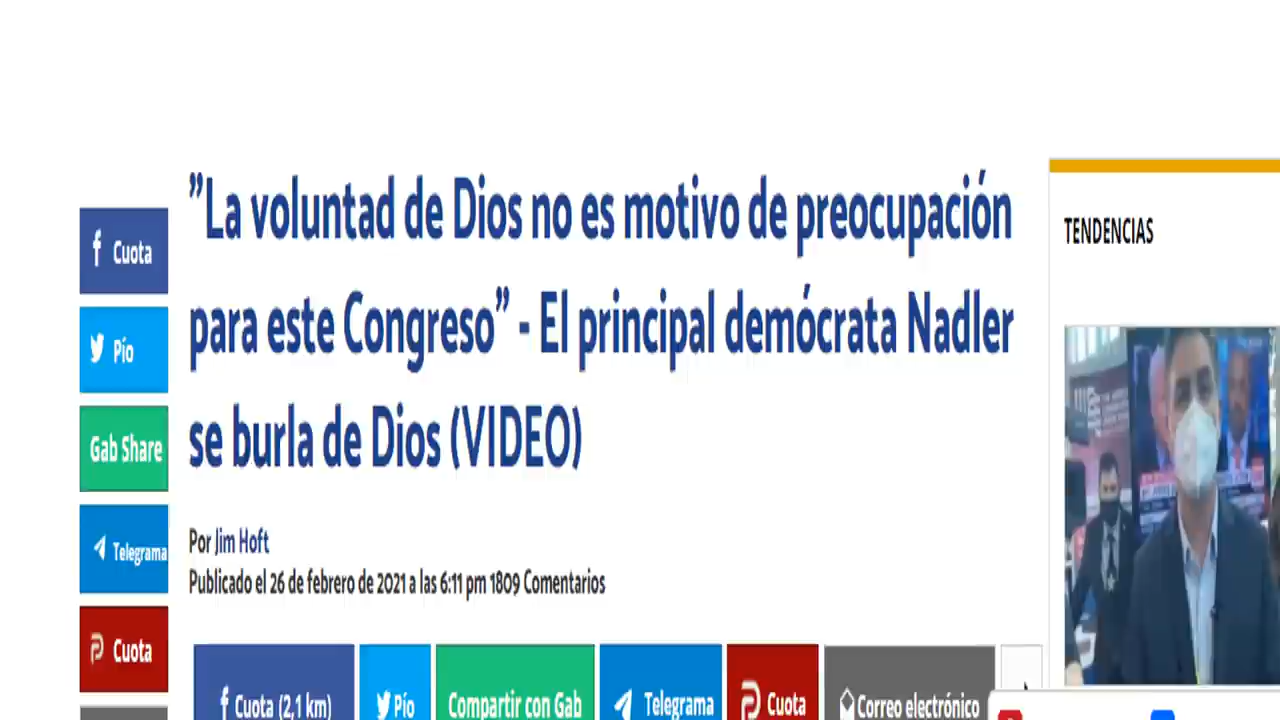 ”La voluntad de Dios no es motivo de preocupación
para este Congreso” - El principal demócrata Nadler
se burla de Dios (VIDEO)
Por Jim Hoft
Publicado el 26 de febrero de 2021 a las 6:11 pm 1809 Comentarios
Cuota
Pío
Gab Share
Telegrama
Cuota
Cuota (2,1 km)
Pío
Compartir con Gab
Telegrama
Cuota
Correo electrónico
TENDENCIAS